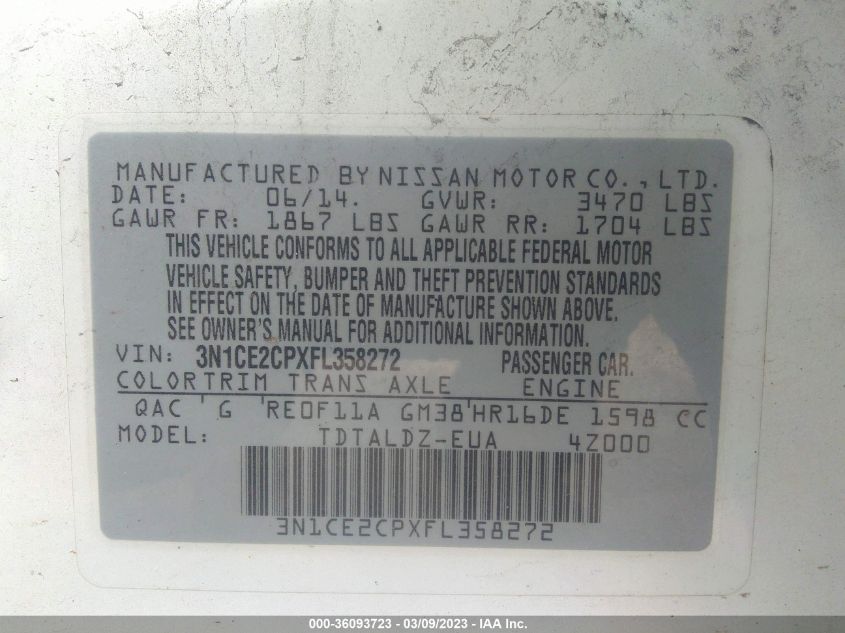 MANUFACTURED BY NISSAN MOTOR CO., LTD.
DATE: 06/14. GVWR: 3470 LBS
GAWR FR: 1867 LBS GAWR RR: 1704 LBS
THIS VEHICLE CONFORMS TO ALL APPLICABLE FEDERAL MOTOR
VEHICLE SAFETY, BUMPER AND THEFT PREVENTION STANDARDS
IN EFFECT ON THE DATE OF MANUFACTURE SHOWN ABOVE.
SEE OWNER'S MANUAL FOR ADDITIONAL INFORMATION.
VIN: 3N1CE2CPXFL358272 PASSENGER CAR.
COLOR TRIM TRANS AXLE ENGINE
QAC ' G ' RE0F11A GM38 ' HR16DE 1598 CC
MODEL: TDTALDZ-EUA 4Z000
3N1CE2CPXFL358272
000-36093723 - 03/09/2023 - IAA Inc.